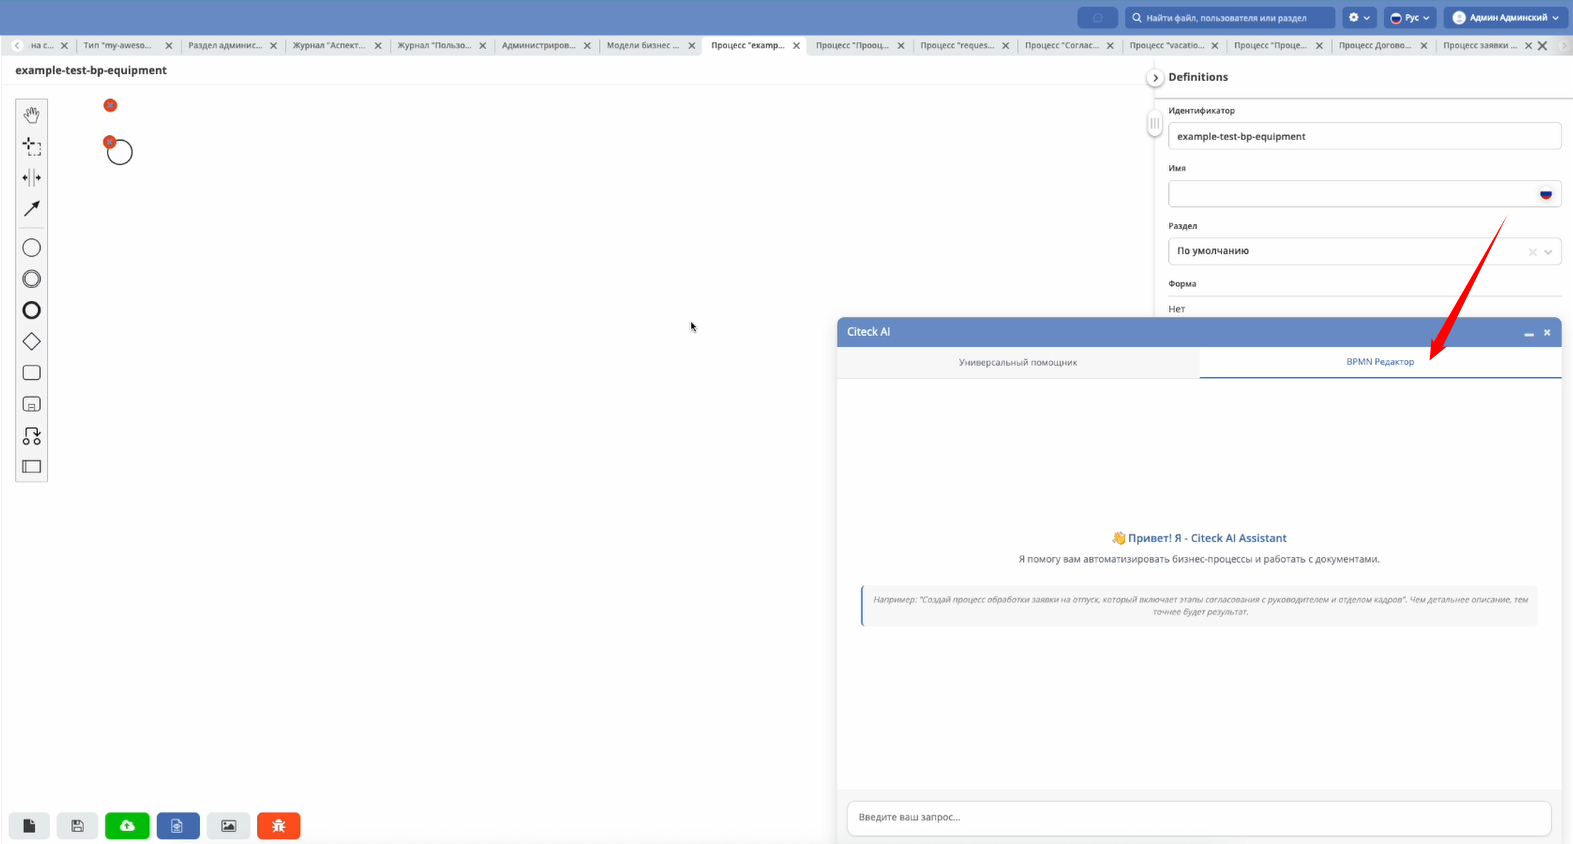 Найти файл, пользователя или раздел
Рус
Админ Админский
на с...
Тип "my-aweso...
Раздел админис...
Журнал "Аспект...
Журнал "Пользо...
Администриров...
Модели бизнес ...
Процесс "examp...
Процесс "Прооц...
Процесс "reques...
Процесс "Соглас...
Процесс "vacatio...
Процесс "Проце...
Процесс Догово...
Процесс заявки ...
example-test-bp-equipment
Definitions
Идентификатор
example-test-bp-equipment
Имя
Раздел
По умолчанию
Форма
Нет
Citeck AI
Универсальный помощник
BPMN Редактор
👋 Привет! Я - Citeck AI Assistant
Я помогу вам автоматизировать бизнес-процессы и работать с документами.
Например: "Создай процесс обработки заявки на отпуск, который включает этапы согласования с руководителем и отделом кадров". Чем детальнее описание, тем
точнее будет результат.
Введите ваш запрос...